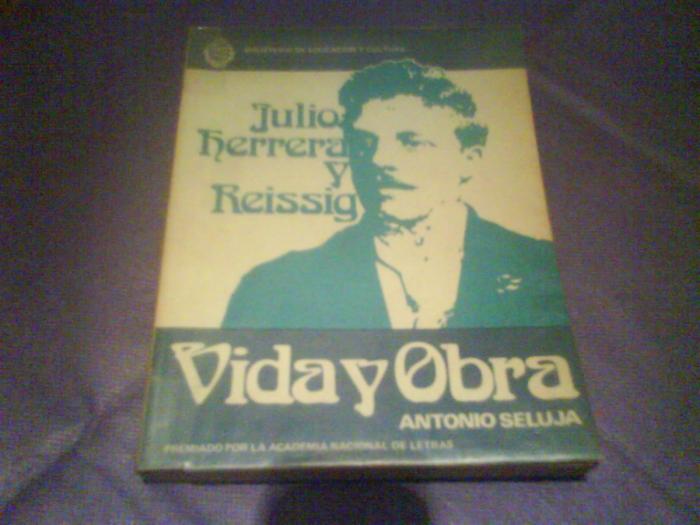 MINISTERIO DE EDUCACION Y CULTURA
Julio
herrera
y
Reissig
Vida y Obra
ANTONIO SELUJA
PREMIADO POR LA ACADEMIA NACIONAL DE LETRAS